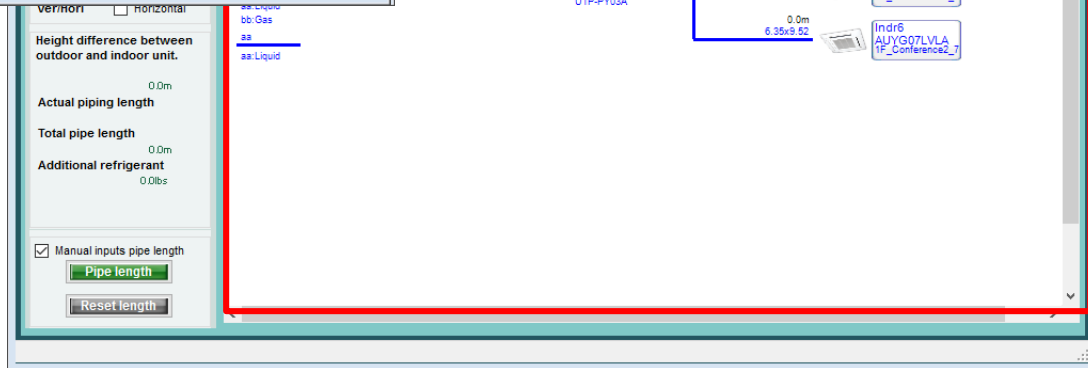 Ver/Hori Horizontal
Height difference between
outdoor and indoor unit.
0.0m
Actual piping length
Total pipe length
0.0m
Additional refrigerant
0.0lbs
Manual inputs pipe length
Pipe length
Reset length
aa:Liquid
bb:Gas
aa
aa:Liquid
UTP-PY03A
0.0m
6.35x9.52
Indr6
AUYG07LVLA
1F_Conference2_7